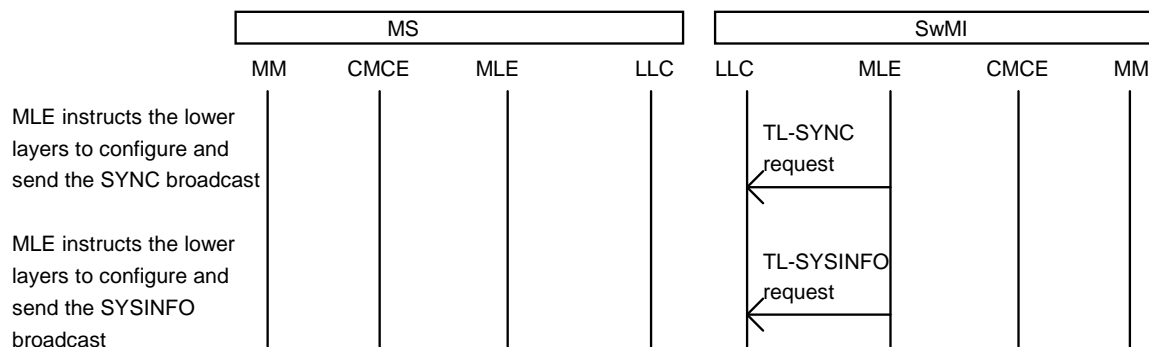 MS
SwMI
MM CMCE MLE LLC LLC MLE CMCE MM
MLE instructs the lower
layers to configure and
send the SYNC broadcast
TL-SYNC
request
MLE instructs the lower
layers to configure and
send the SYSINFO
broadcast
TL-SYSINFO
request